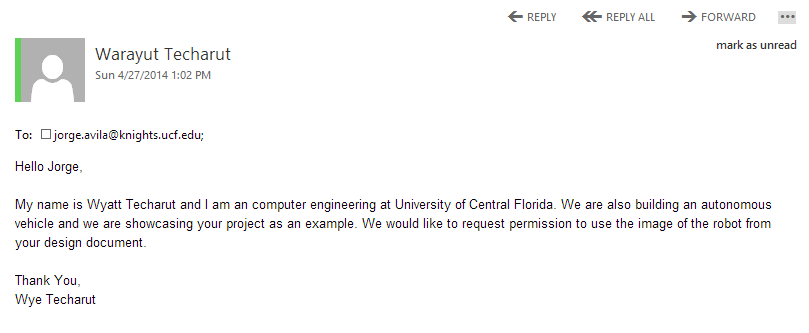 REPLY REPLY ALL FORWARD
mark as unread
Warayut Techarut
Sun 4/27/2014 1:02 PM
To: jorge.avila@knights.ucf.edu;
Hello Jorge,
My name is Wyatt Techarut and I am an computer engineering at University of Central Florida. We are also building an autonomous
vehicle and we are showcasing your project as an example. We would like to request permission to use the image of the robot from
your design document.
Thank You,
Wye Techarut